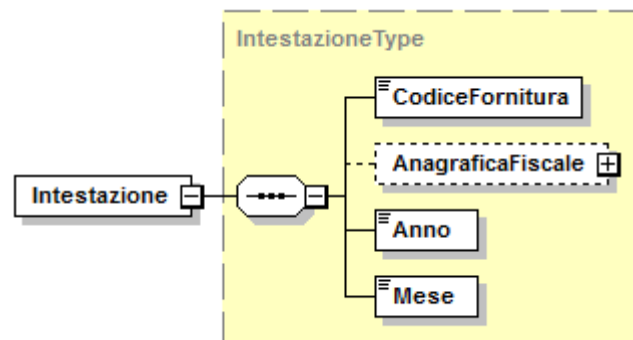 IntestazioneType
CodiceFornitura
AnagraficaFiscale
Intestazione
Anno
Mese